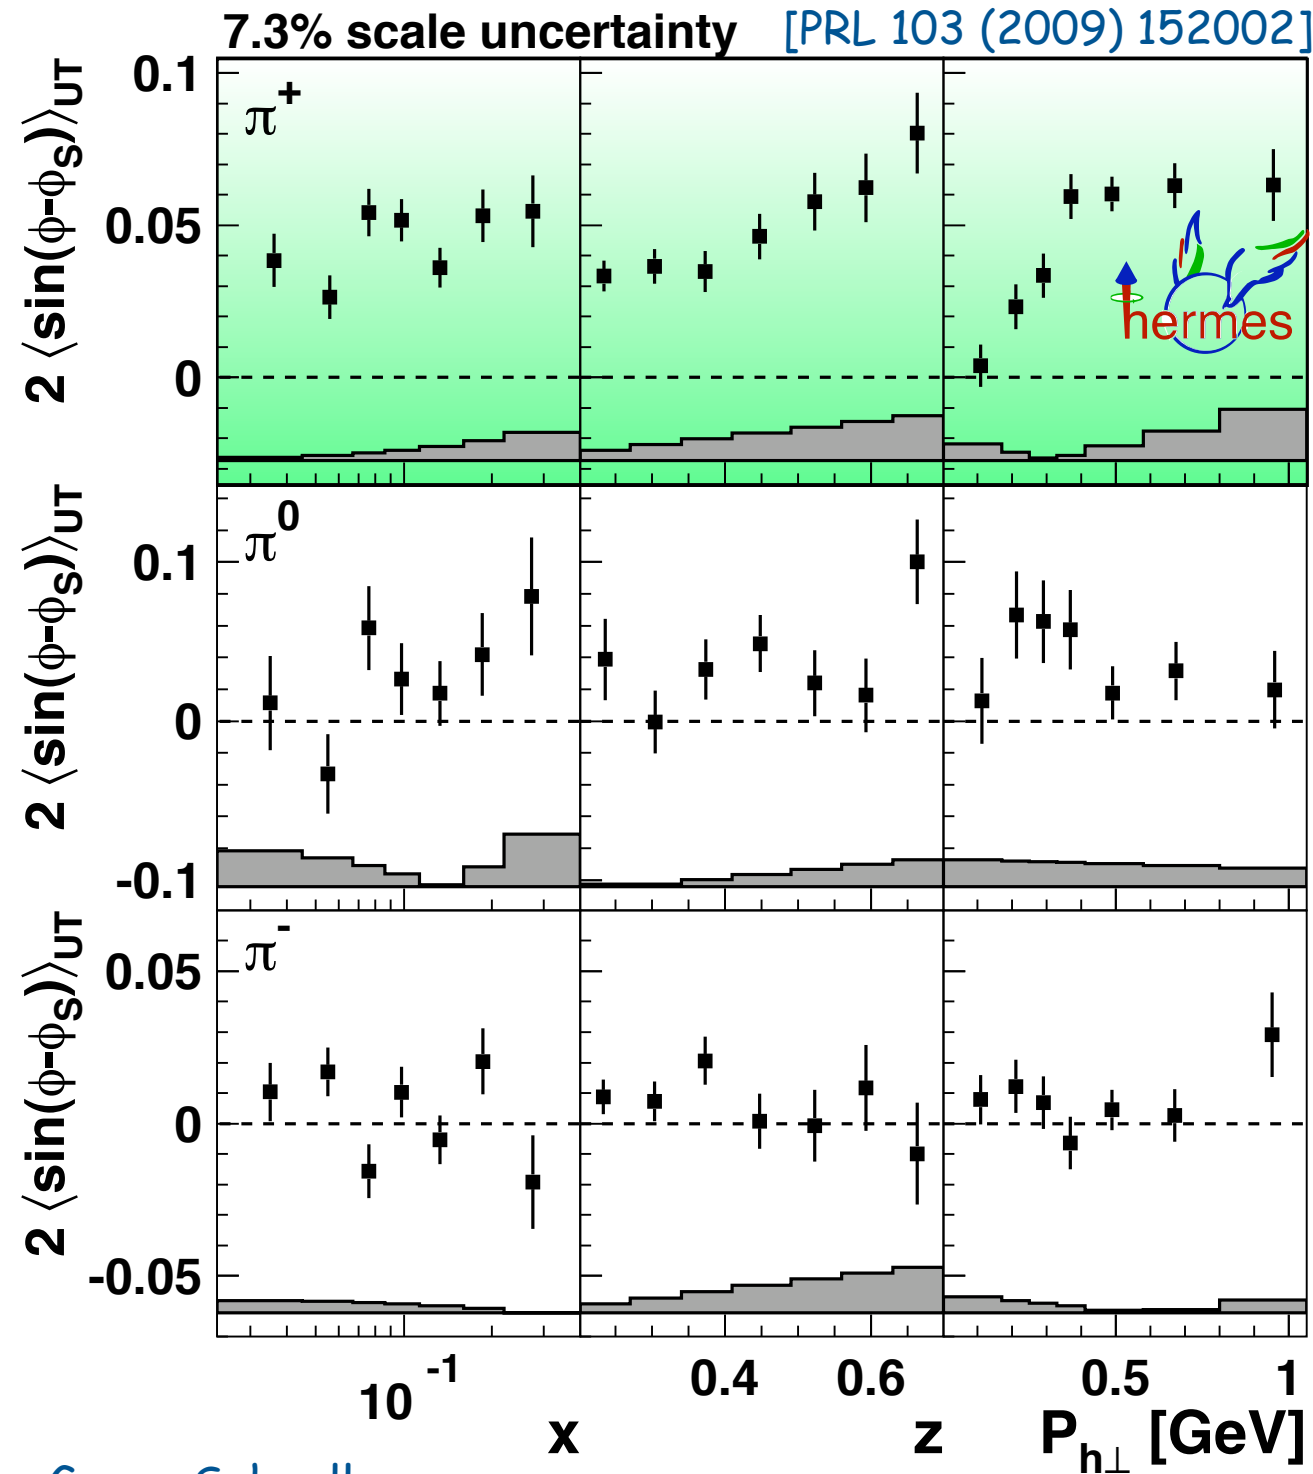 7.3% scale uncertainty [PRL 103 (2009) 152002]
2 ⟨sin(ϕ-ϕS)⟩UT
0.1
0.05
0
π+
hermes
2 ⟨sin(ϕ-ϕS)⟩UT
0.1
0
-0.1
π0
2 ⟨sin(ϕ-ϕS)⟩UT
0.05
0
-0.05
π-
10-1 0.4 0.6 0.5 1
x z Ph⊥ [GeV]